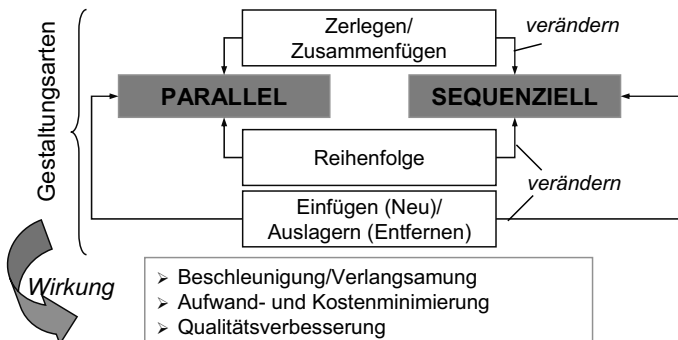 Gestaltungsarten
Zerlegen/
Zusammenfügen
verändern
PARALLEL
SEQUENZIELL
Reihenfolge
verändern
Einfügen (Neu)/
Auslagern (Entfernen)
Wirkung
➢ Beschleunigung/Verlangsamung
➢ Aufwand- und Kostenminimierung
➢ Qualitätsverbesserung